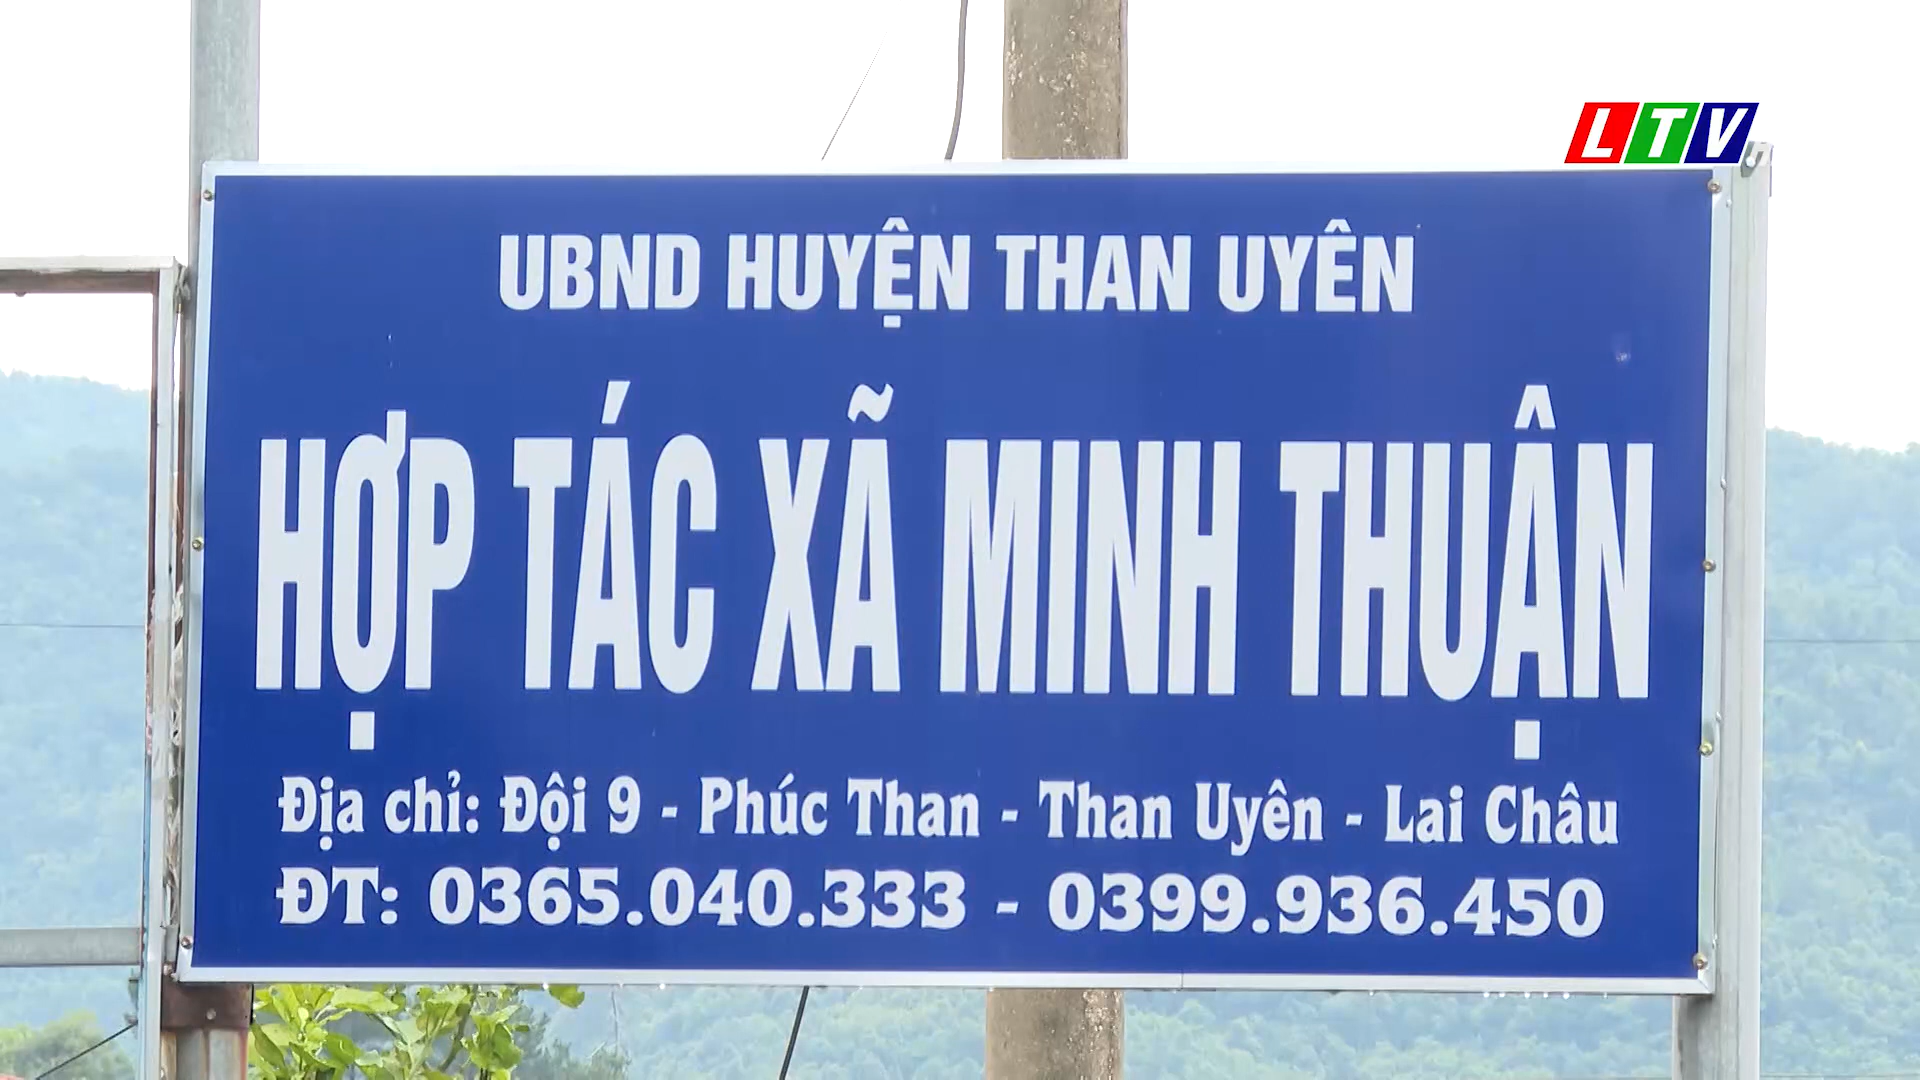 LTV
UBND HUYỆN THAN UYÊN
HỢP TÁC XÃ MINH THUẬN
Địa chỉ: Đội 9 - Phúc Than - Than Uyên - Lai Châu
ĐT: 0365.040.333 - 0399.936.450